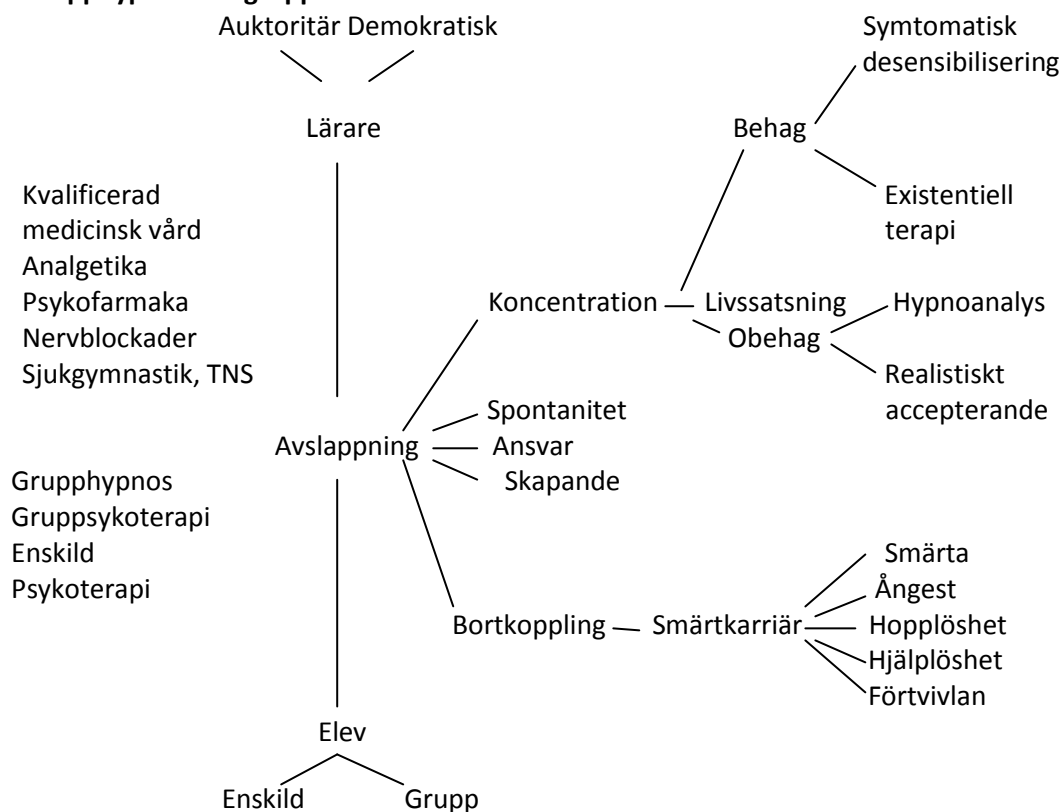 Auktoritär Demokratisk
Lärare
Kvalificerad
medicinsk vård
Analgetika
Psykofarmaka
Nervblockader
Sjukgymnastik, TNS
Avslappning
Grupphypnos
Gruppsykoterapi
Enskild
Psykoterapi
Elev
Enskild
Grupp
Koncentration
Spontanitet
Ansvar
Skapande
Bortkoppling
Behag
Livssatsning
Obehag
Symtomatisk
desensibilisering
Existentiell
terapi
Hypnoanalys
Realistiskt
accepterande
Smärtkarriär
Smärta
Ångest
Hopplöshet
Hjälplöshet
Förtvivlan